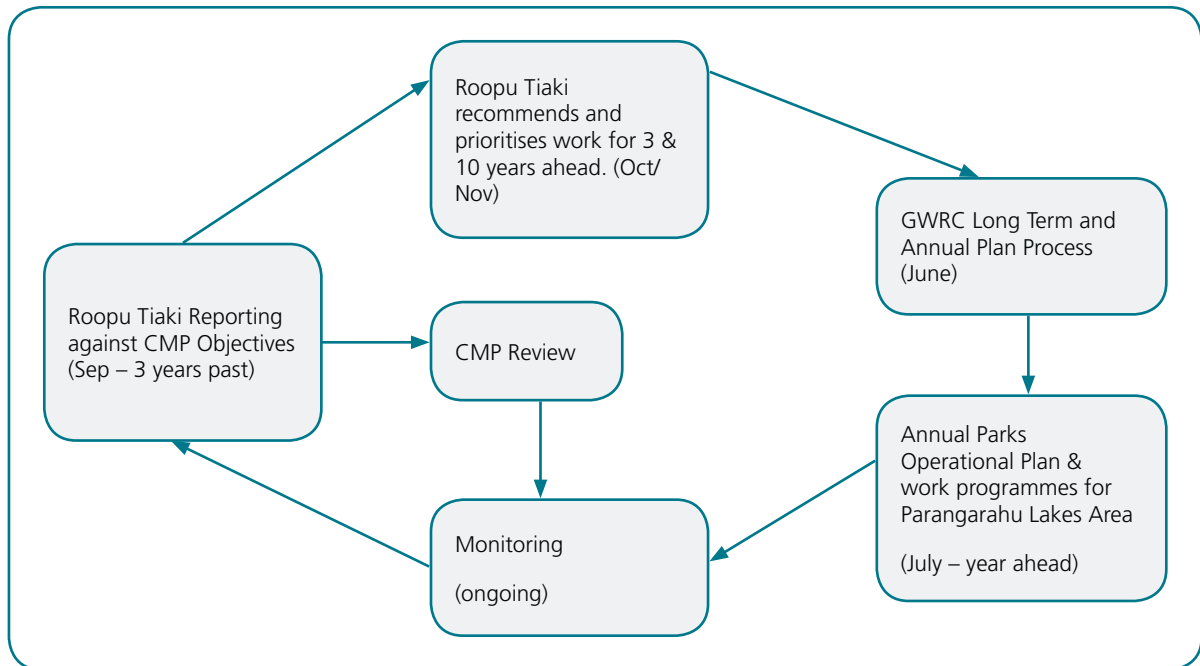 Roopu Tiaki
recommends and
prioritises work for 3 &
10 years ahead. (Oct/
Nov)
GWRC Long Term and
Annual Plan Process
(June)
Roopu Tiaki Reporting
against CMP Objectives
(Sep – 3 years past)
CMP Review
Annual Parks
Operational Plan &
work programmes for
Parangarahu Lakes Area
(July – year ahead)
Monitoring
(ongoing)